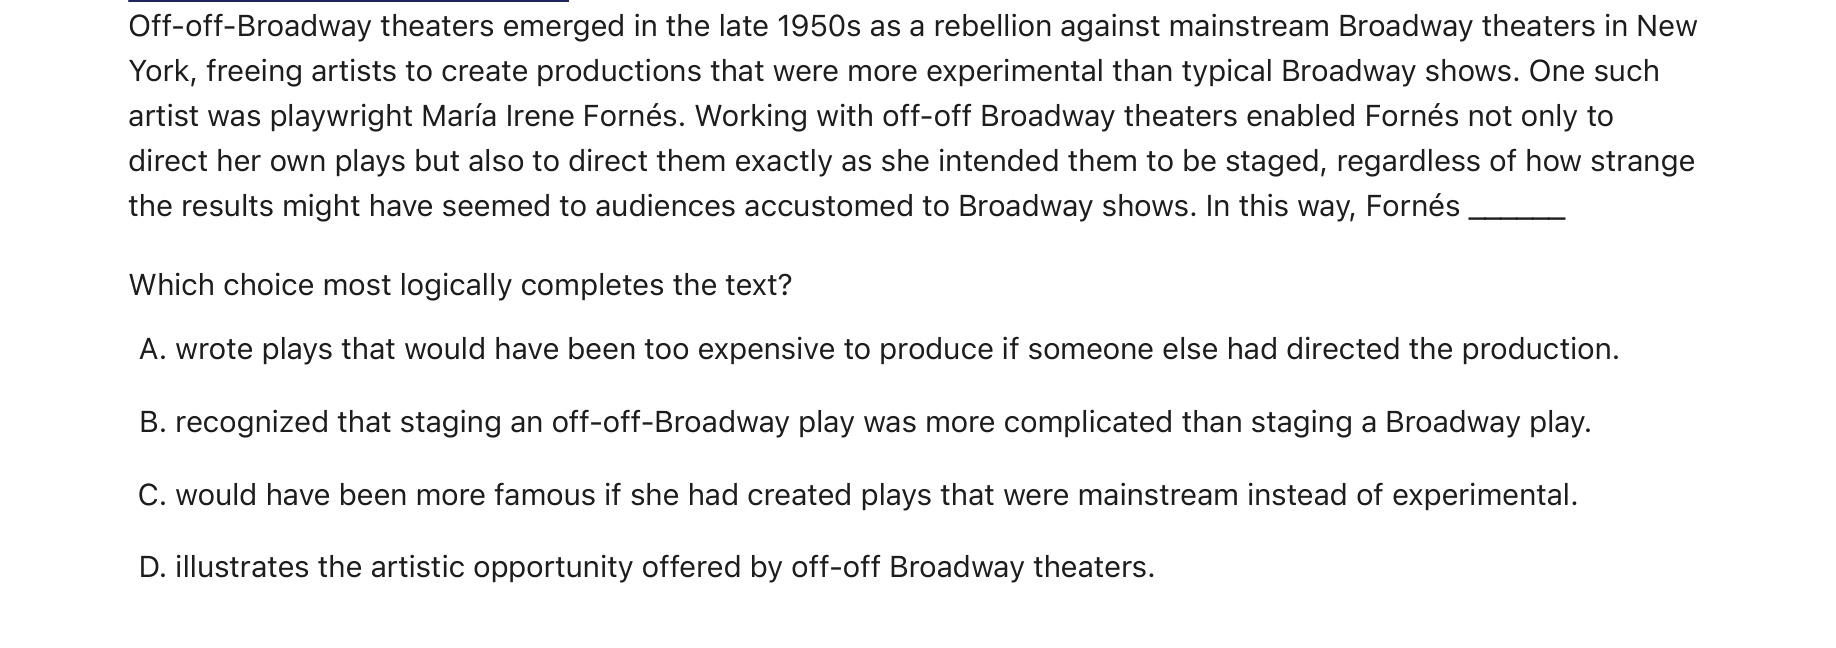 Off-off-Broadway theaters emerged in the late 1950s as a rebellion against mainstream Broadway theaters in New
York, freeing artists to create productions that were more experimental than typical Broadway shows. One such
artist was playwright María Irene Fornés. Working with off-off Broadway theaters enabled Fornés not only to
direct her own plays but also to direct them exactly as she intended them to be staged, regardless of how strange
the results might have seemed to audiences accustomed to Broadway shows. In this way, Fornés ______
Which choice most logically completes the text?
A. wrote plays that would have been too expensive to produce if someone else had directed the production.
B. recognized that staging an off-off-Broadway play was more complicated than staging a Broadway play.
C. would have been more famous if she had created plays that were mainstream instead of experimental.
D. illustrates the artistic opportunity offered by off-off Broadway theaters.